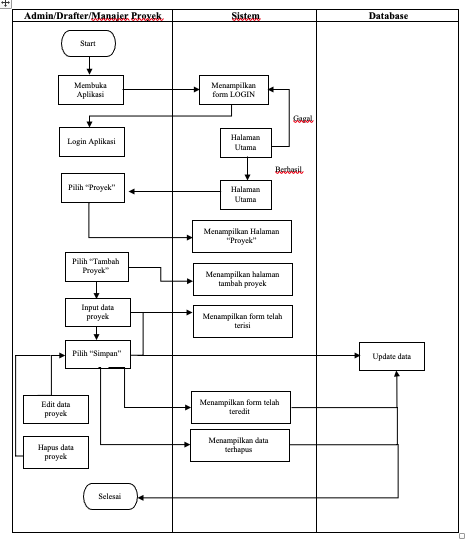 Admin/Drafter/Manajer Proyek
Sistem
Database
Start
Membuka
Aplikasi
Menampilkan
form LOGIN
Gagal
Login Aplikasi
Halaman
Utama
Berhasil
Pilih “Proyek”
Halaman
Utama
Menampilkan Halaman
“Proyek”
Pilih “Tambah
Proyek”
Menampilkan halaman
tambah proyek
Input data
proyek
Menampilkan form telah
terisi
Pilih “Simpan”
Update data
Edit data
proyek
Menampilkan form telah
teredit
Hapus data
proyek
Menampilkan data
terhapus
Selesai